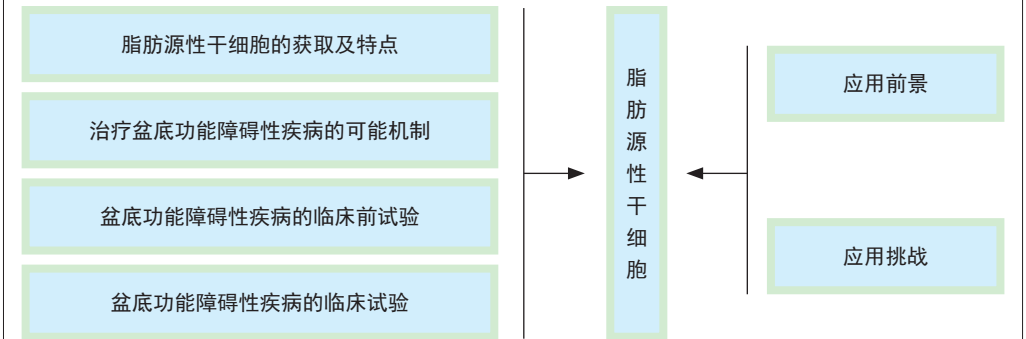 脂肪源性干细胞的获取及特点
治疗盆底功能障碍性疾病的可能机制
盆底功能障碍性疾病的临床前试验
盆底功能障碍性疾病的临床试验
脂肪源性干细胞
应用前景
应用挑战